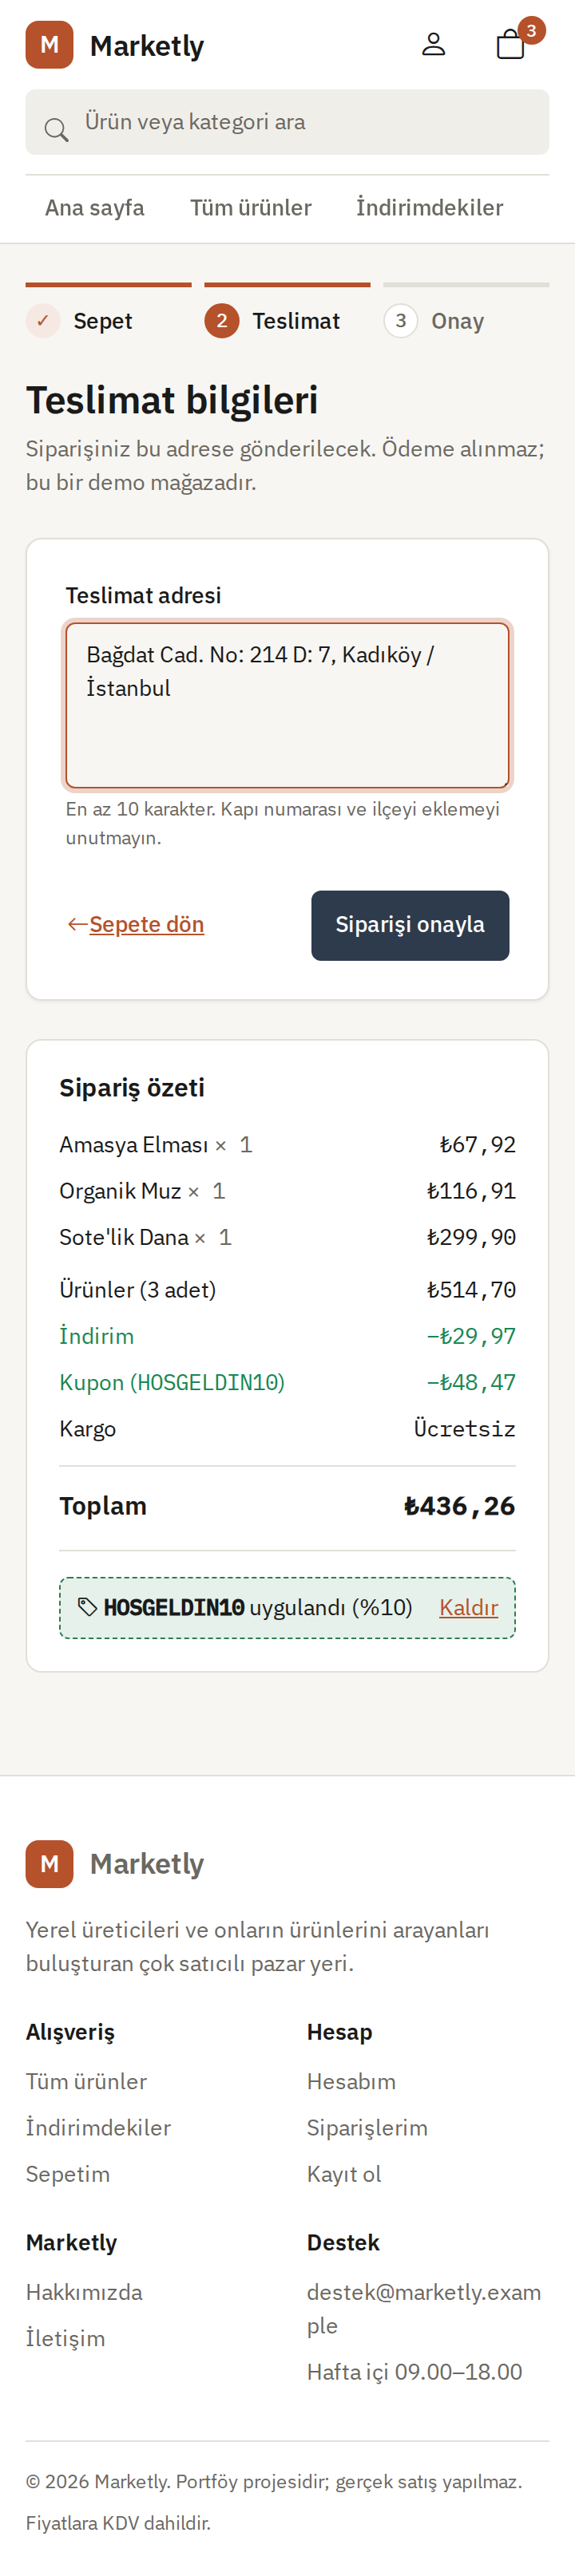 M Marketly 3
Ürün veya kategori ara
Ana sayfa Tüm ürünler İndirimdekiler
✓ Sepet 2 Teslimat 3 Onay
Teslimat bilgileri
Siparişiniz bu adrese gönderilecek. Ödeme alınmaz;
bu bir demo mağazadır.
Teslimat adresi
Bağdat Cad. No: 214 D: 7, Kadıköy /
İstanbul
En az 10 karakter. Kapı numarası ve ilçeyi eklemeyi
unutmayın.
←Sepete dön Siparişi onayla
Sipariş özeti
Amasya Elması × 1 ₺67,92
Organik Muz × 1 ₺116,91
Sote'lik Dana × 1 ₺299,90
Ürünler (3 adet) ₺514,70
İndirim −₺29,97
Kupon (HOSGELDIN10) −₺48,47
Kargo Ücretsiz
Toplam ₺436,26
HOSGELDIN10 uygulandı (%10) Kaldır
M Marketly
Yerel üreticileri ve onların ürünlerini arayanları
buluşturan çok satıcılı pazar yeri.
Alışveriş Hesap
Tüm ürünler Hesabım
İndirimdekiler Siparişlerim
Sepetim Kayıt ol
Marketly Destek
Hakkımızda destek@marketly.exam
ple
İletişim
Hafta içi 09.00–18.00
© 2026 Marketly. Portföy projesidir; gerçek satış yapılmaz.
Fiyatlara KDV dahildir.